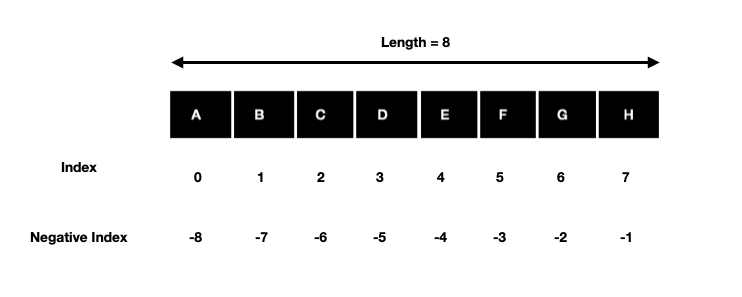 Length = 8
A B C D E F G H
Index 0 1 2 3 4 5 6 7
Negative Index -8 -7 -6 -5 -4 -3 -2 -1